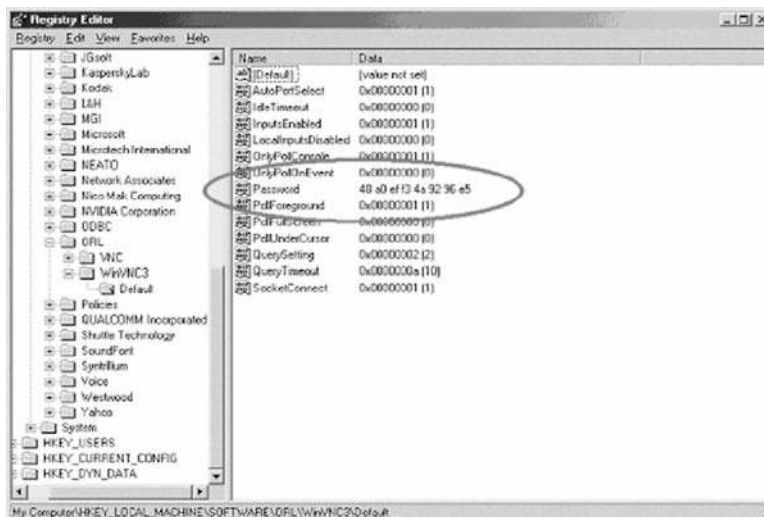 Registry Editor
Registry Edit View Favorites Help
JGsoft
KasperskyLab
Kodak
L&H
MGI
Microsoft
Microtech International
NEATO
Network Associates
Nico Mak Computing
NVIDIA Corporation
ODBC
ORL
VNC
WinVNC3
Default
Policies
QUALCOMM Incorporated
Shuttle Technology
SoundFont
Syntrillium
Voice
Westwood
Yahoo
System
HKEY_USERS
HKEY_CURRENT_CONFIG
HKEY_DYN_DATA
Name Data
(Default) (value not set)
AutoPortSelect 0x00000001 (1)
IdleTimeout 0x00000000 (0)
InputsEnabled 0x00000001 (1)
LocalInputsDisabled 0x00000000 (0)
OnlyPollConsole 0x00000001 (1)
OnlyPollOnEvent 0x00000000 (0)
Password 48 a0 ef f3 4a 92 96 e5
PollForeground 0x00000001 (1)
PollFullScreen 0x00000000 (0)
PollUnderCursor 0x00000000 (0)
QuerySetting 0x00000002 (2)
QueryTimeout 0x0000000a (10)
SocketConnect 0x00000001 (1)
My Computer\HKEY_LOCAL_MACHINE\SOFTWARE\ORL\WinVNC3\Default